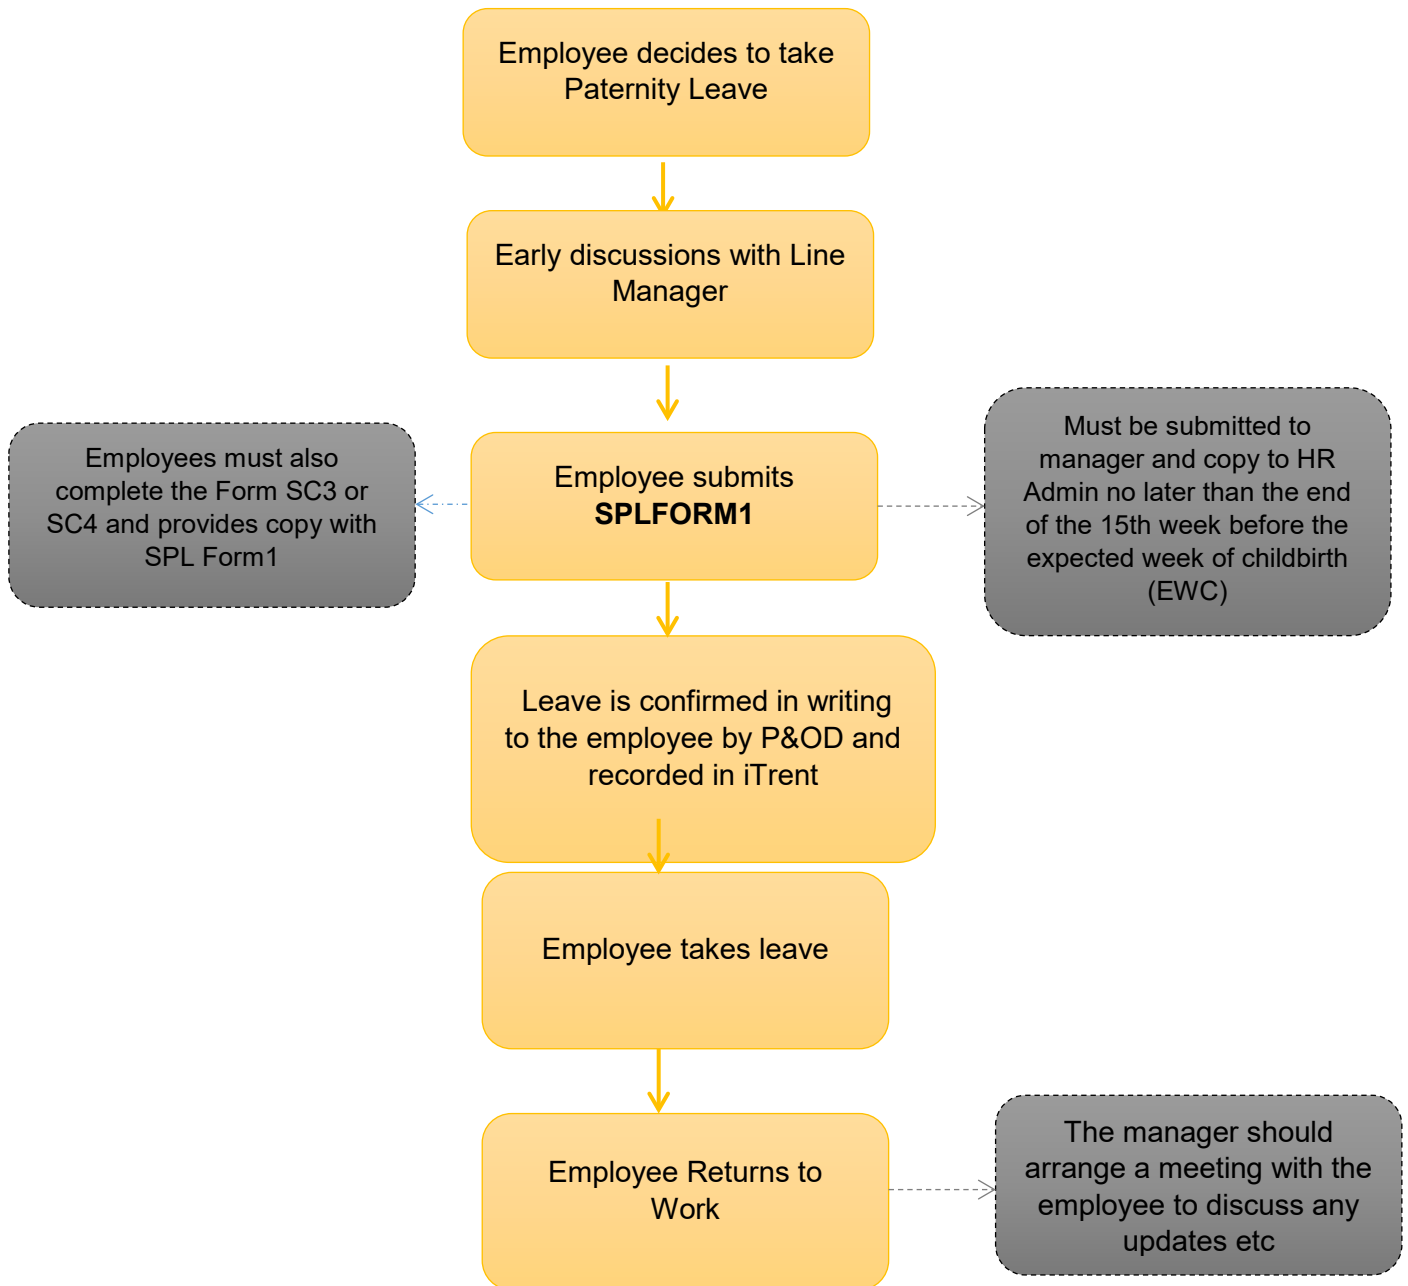 Employee decides to take
Paternity Leave
Early discussions with Line
Manager
Employees must also
complete the Form SC3 or
SC4 and provides copy with
SPL Form1
Employee submits
SPLFORM1
Must be submitted to
manager and copy to HR
Admin no later than the end
of the 15th week before the
expected week of childbirth
(EWC)
Leave is confirmed in writing
to the employee by P&OD and
recorded in iTrent
Employee takes leave
Employee Returns to
Work
The manager should
arrange a meeting with the
employee to discuss any
updates etc